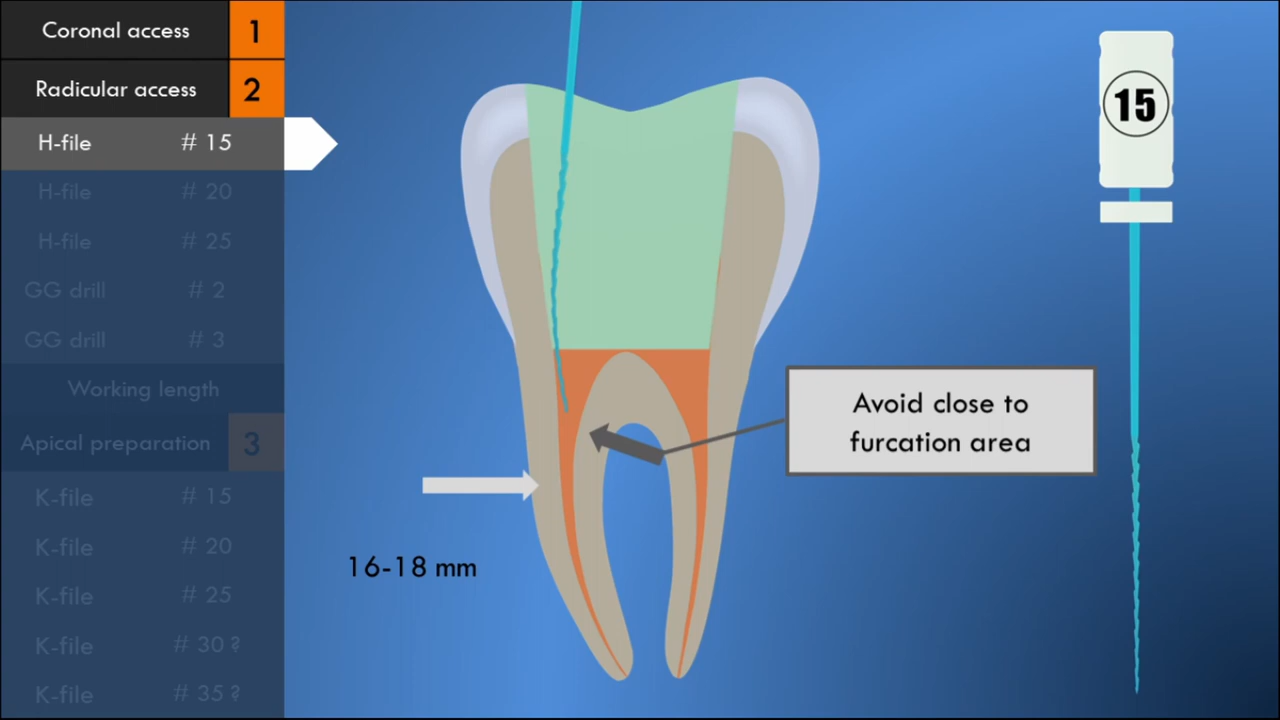 Coronal access 1
Radicular access 2
H-file # 15
H-file # 20
H-file # 25
GG drill # 2
GG drill # 3
Working length
Apical preparation 3
K-file # 15
K-file # 20
K-file # 25
K-file # 30 ?
K-file # 35 ?
16-18 mm
Avoid close to
furcation area
15